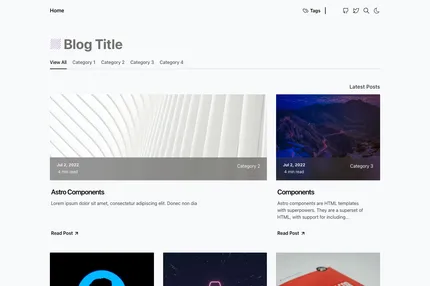 Home
Tags
Blog Title
View All Category 1 Category 2 Category 3 Category 4
Latest Posts
Jul 2, 2022
4 min read
Category 2
Jul 2, 2022
4 min read
Category 3
Astro Components
Lorem ipsum dolor sit amet, consectetur adipiscing elit. Donec non dia
Read Post
Components
Astro components are HTML templates
with superpowers. They are a superset of
HTML, with support for including...
Read Post